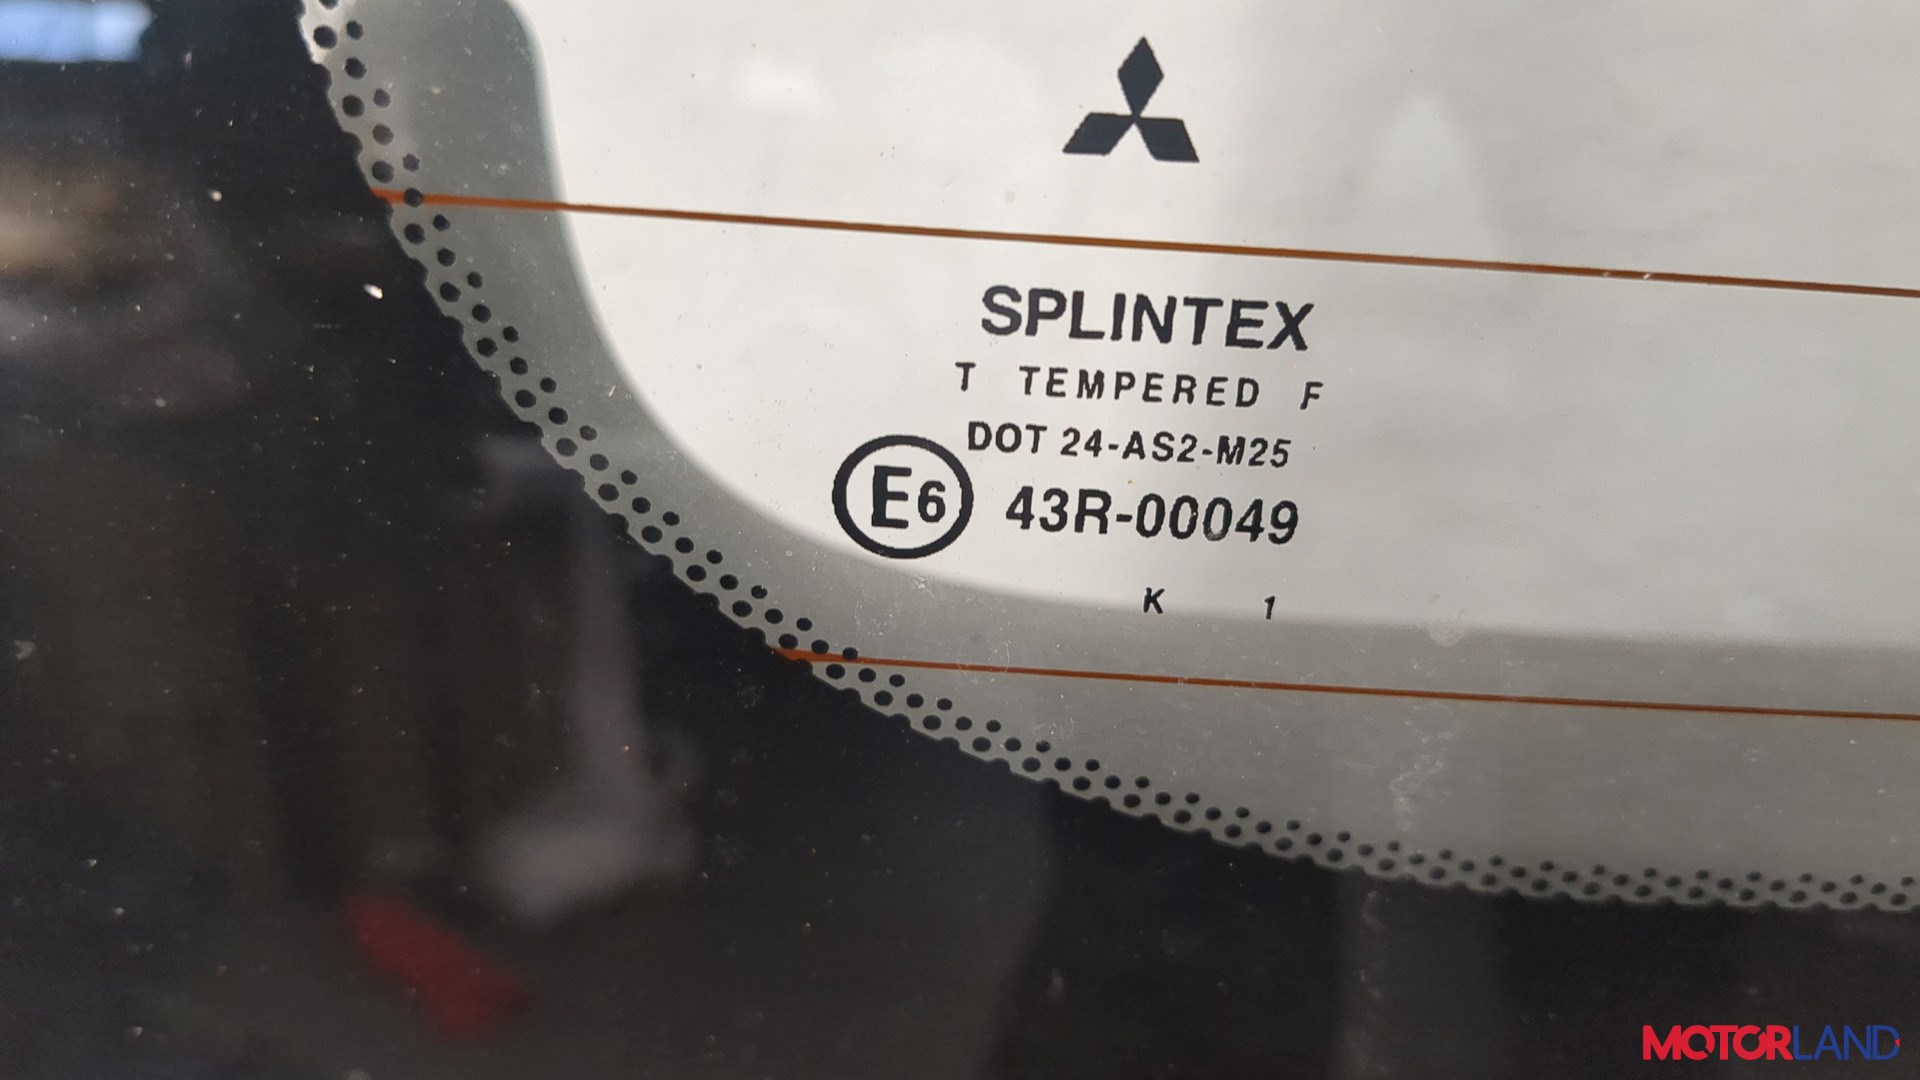 SPLINTEX
T TEMPERED F
DOT 24-AS2-M25
E6 43R-00049
K 1
MOTORLAND